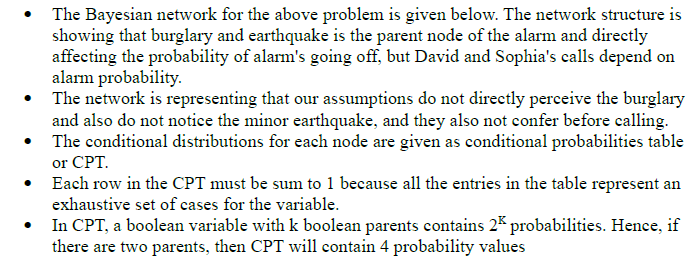 • The Bayesian network for the above problem is given below. The network structure is
showing that burglary and earthquake is the parent node of the alarm and directly
affecting the probability of alarm's going off, but David and Sophia's calls depend on
alarm probability.
• The network is representing that our assumptions do not directly perceive the burglary
and also do not notice the minor earthquake, and they also not confer before calling.
• The conditional distributions for each node are given as conditional probabilities table
or CPT.
• Each row in the CPT must be sum to 1 because all the entries in the table represent an
exhaustive set of cases for the variable.
• In CPT, a boolean variable with k boolean parents contains 2ᴷ probabilities. Hence, if
there are two parents, then CPT will contain 4 probability values